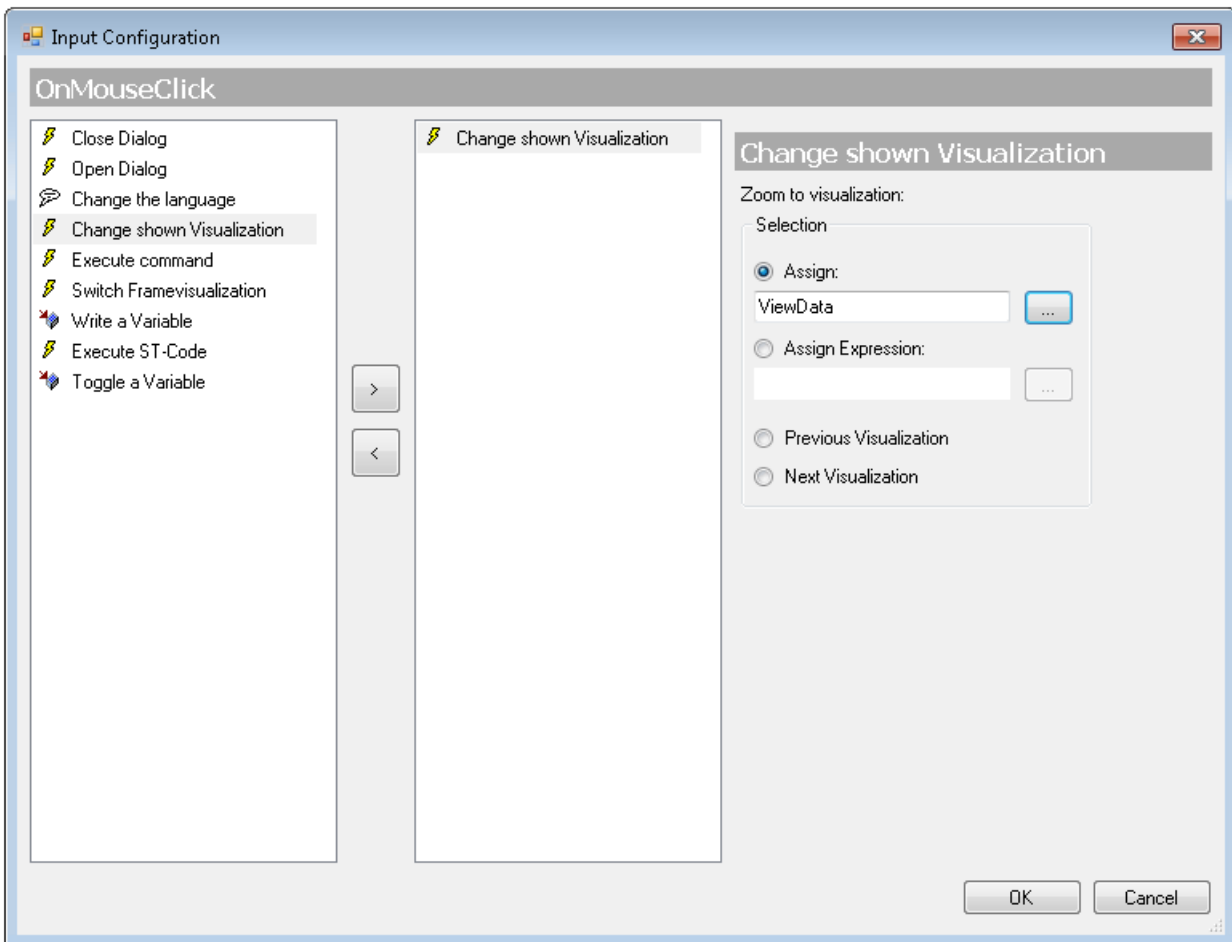 Input Configuration
OnMouseClick
Close Dialog
Open Dialog
Change the language
Change shown Visualization
Execute command
Switch Framevisualization
Write a Variable
Execute ST-Code
Toggle a Variable
>
<
Change shown Visualization
Change shown Visualization
Zoom to visualization:
Selection
Assign:
ViewData
...
Assign Expression:
...
Previous Visualization
Next Visualization
OK
Cancel